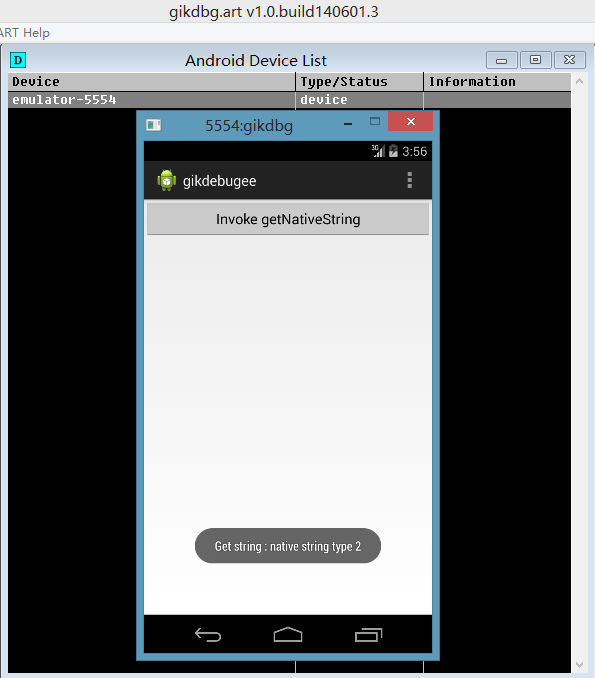 gikdbg.art v1.0.build140601.3
ART Help
D Android Device List
Device Type/Status Information
emulator-5554 device
5554:gikdbg
3G 3:56
gikdebugee
Invoke getNativeString
Get string : native string type 2